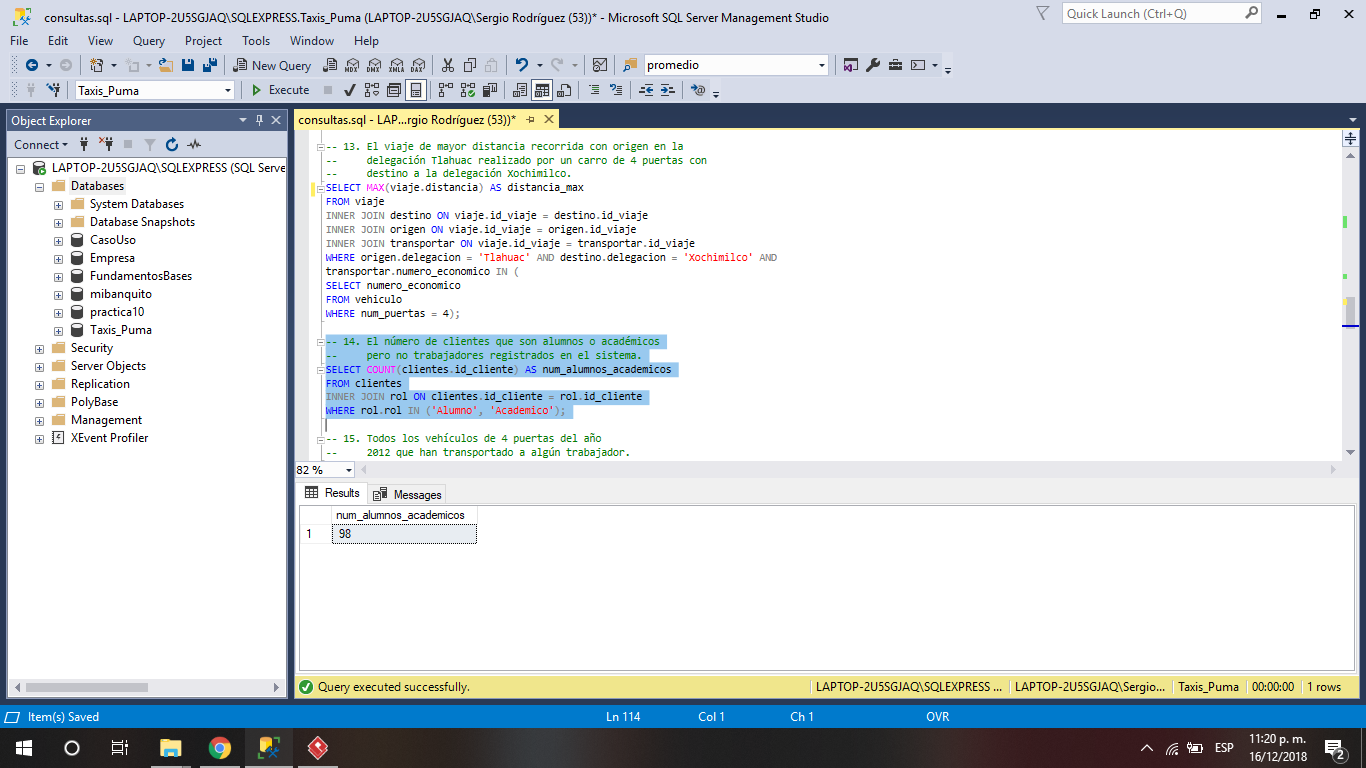 consultas.sql - LAPTOP-2U5SGJAQ\SQLEXPRESS.Taxis_Puma (LAPTOP-2U5SGJAQ\Sergio Rodríguez (53))* - Microsoft SQL Server Management Studio
Quick Launch (Ctrl+Q)
File Edit View Query Project Tools Window Help
New Query MDX DMX XMLA DAX promedio
Taxis_Puma Execute
Object Explorer
consultas.sql - LAP...rgio Rodríguez (53))*
Connect
LAPTOP-2U5SGJAQ\SQLEXPRESS (SQL Serve
Databases
System Databases
Database Snapshots
CasoUso
Empresa
FundamentosBases
mibanquito
practica10
Taxis_Puma
Security
Server Objects
Replication
PolyBase
Management
XEvent Profiler
-- 13. El viaje de mayor distancia recorrida con origen en la
-- delegación Tlahuac realizado por un carro de 4 puertas con
-- destino a la delegación Xochimilco.
SELECT MAX(viaje.distancia) AS distancia_max
FROM viaje
INNER JOIN destino ON viaje.id_viaje = destino.id_viaje
INNER JOIN origen ON viaje.id_viaje = origen.id_viaje
INNER JOIN transportar ON viaje.id_viaje = transportar.id_viaje
WHERE origen.delegacion = 'Tlahuac' AND destino.delegacion = 'Xochimilco' AND
transportar.numero_economico IN (
SELECT numero_economico
FROM vehiculo
WHERE num_puertas = 4);
-- 14. El número de clientes que son alumnos o académicos
-- pero no trabajadores registrados en el sistema.
SELECT COUNT(clientes.id_cliente) AS num_alumnos_academicos
FROM clientes
INNER JOIN rol ON clientes.id_cliente = rol.id_cliente
WHERE rol.rol IN ('Alumno', 'Academico');
-- 15. Todos los vehículos de 4 puertas del año
-- 2012 que han transportado a algún trabajador.
82 %
Results Messages
num_alumnos_academicos
1 98
Query executed successfully. LAPTOP-2U5SGJAQ\SQLEXPRESS ... LAPTOP-2U5SGJAQ\Sergio... Taxis_Puma 00:00:00 1 rows
Item(s) Saved Ln 114 Col 1 Ch 1 OVR
ESP
11:20 p. m.
16/12/2018
2